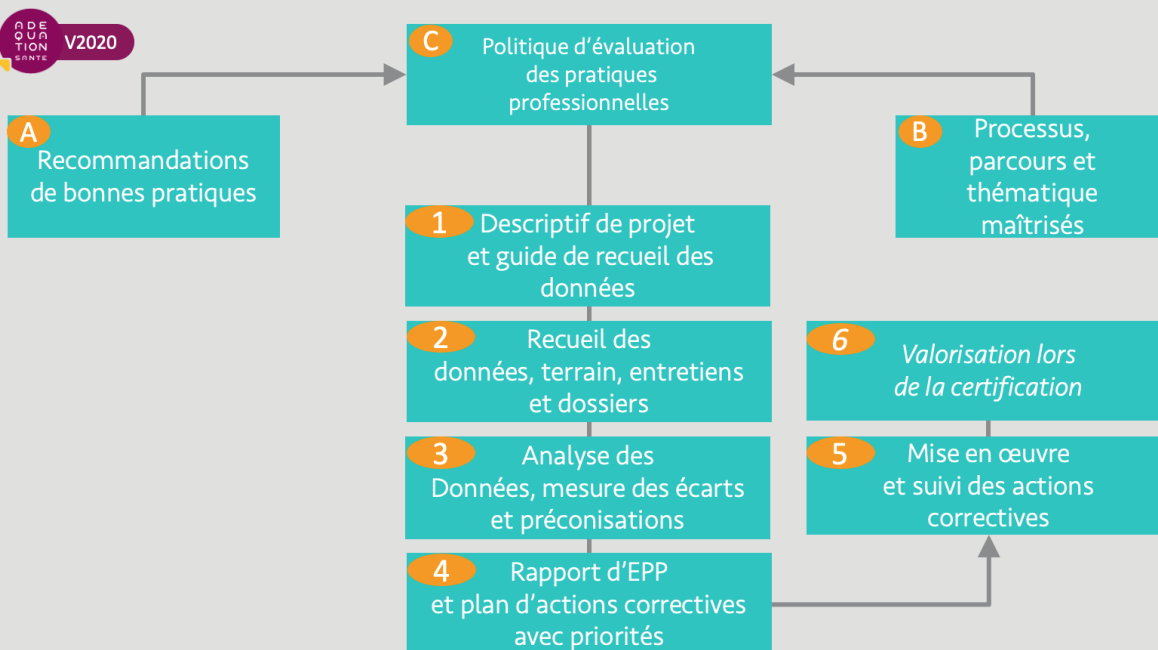 ADE
QUA
TION
SANTE
V2020
C
Politique d’évaluation
des pratiques
professionnelles
A
Recommandations
de bonnes pratiques
B
Processus,
parcours et
thématique
maîtrisés
1
Descriptif de projet
et guide de recueil des
données
2
Recueil des
données, terrain, entretiens
et dossiers
3
Analyse des
Données, mesure des écarts
et préconisations
4
Rapport d’EPP
et plan d’actions correctives
avec priorités
6
Valorisation lors
de la certification
5
Mise en œuvre
et suivi des actions
correctives